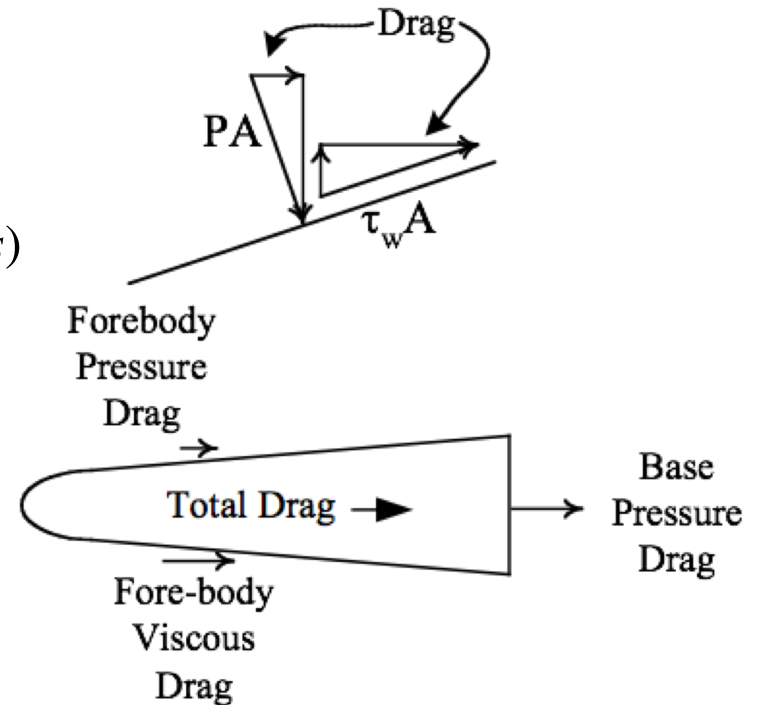 Drag
PA
τwA
)
Forebody
Pressure
Drag
Total Drag
Base
Pressure
Drag
Fore-body
Viscous
Drag